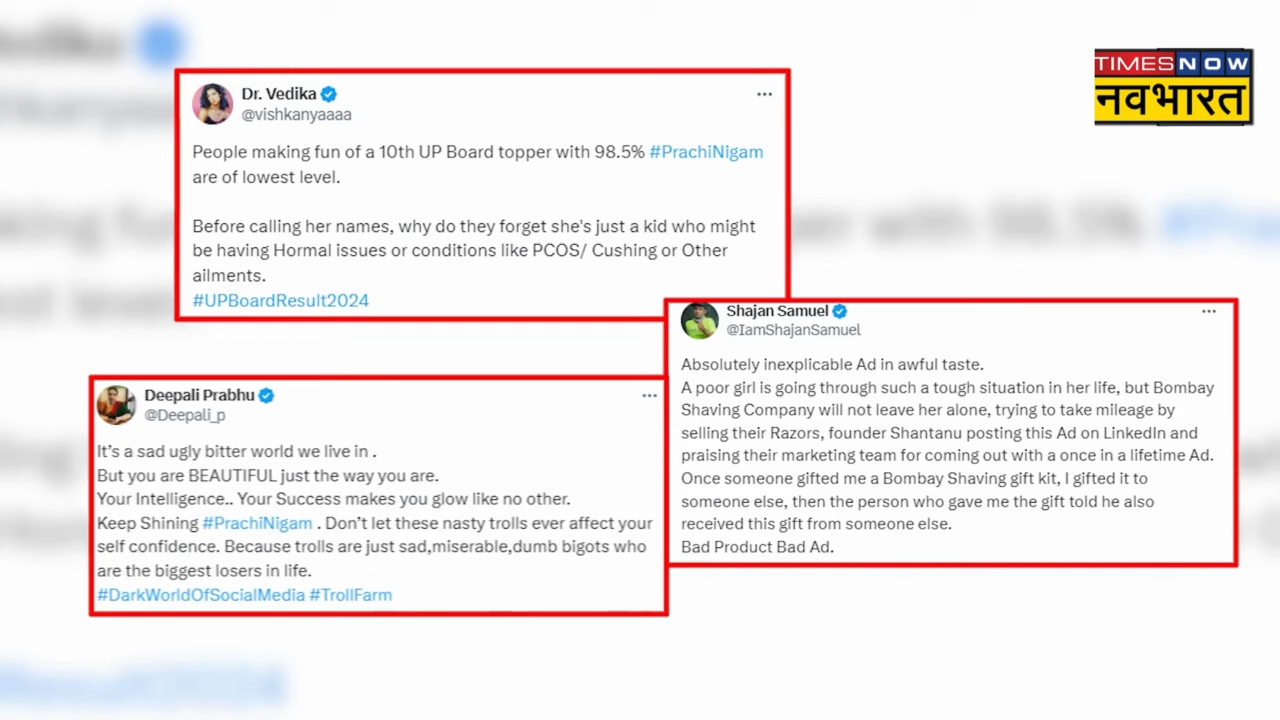 TIMES NOW
नवभारत
Dr. Vedika
@vishkanyaaaa
People making fun of a 10th UP Board topper with 98.5% #PrachiNigam
are of lowest level.
Before calling her names, why do they forget she's just a kid who might
be having Hormal issues or conditions like PCOS/ Cushing or Other
ailments.
#UPBoardResult2024
Shajan Samuel
@IamShajanSamuel
Absolutely inexplicable Ad in awful taste.
A poor girl is going through such a tough situation in her life, but Bombay
Shaving Company will not leave her alone, trying to take mileage by
selling their Razors, founder Shantanu posting this Ad on LinkedIn and
praising their marketing team for coming out with a once in a lifetime Ad.
Once someone gifted me a Bombay Shaving gift kit, I gifted it to
someone else, then the person who gave me the gift told he also
received this gift from someone else.
Bad Product Bad Ad.
Deepali Prabhu
@Deepali_p
It's a sad ugly bitter world we live in .
But you are BEAUTIFUL just the way you are.
Your Intelligence.. Your Success makes you glow like no other.
Keep Shining #PrachiNigam . Don't let these nasty trolls ever affect your
self confidence. Because trolls are just sad,miserable,dumb bigots who
are the biggest losers in life.
#DarkWorldOfSocialMedia #TrollFarm